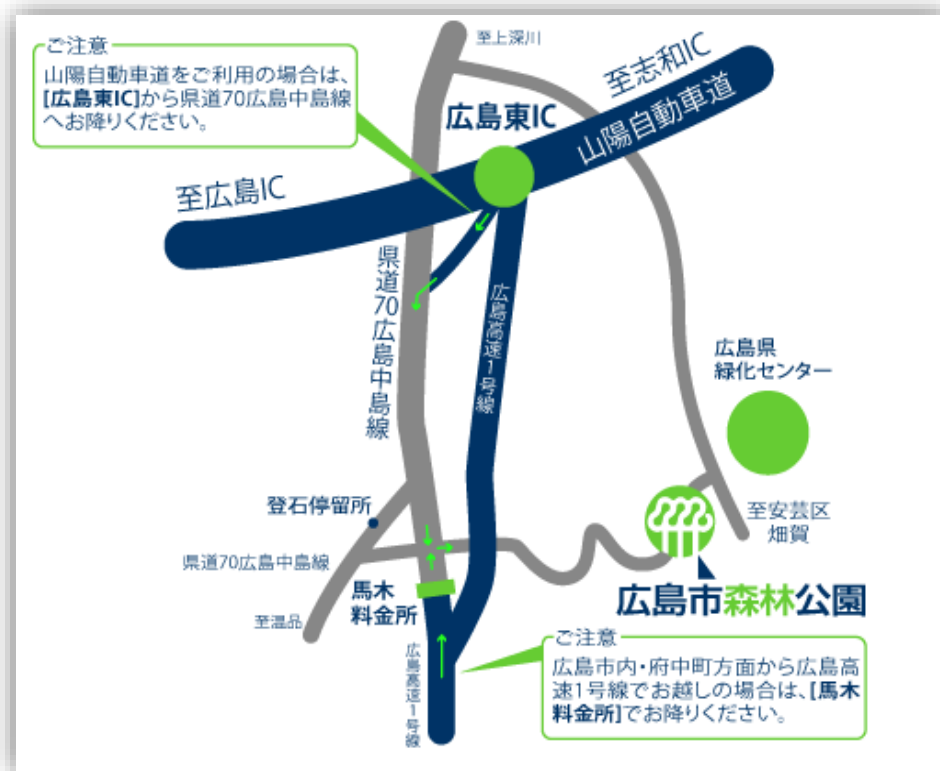 ご注意
山陽自動車道をご利用の場合は、
[広島東IC]から県道70広島中島線
へお降りください。
至上深川
至志和IC
広島東IC
山陽自動車道
至広島IC
県道70広島中島線
広島高速1号線
広島県
緑化センター
登石停留所
至安芸区
畑賀
県道70広島中島線
馬木
料金所
広島市森林公園
至温品
広島高速1号線
ご注意
広島市内・府中町方面から広島高
速1号線でお越しの場合は、[馬木
料金所]でお降りください。